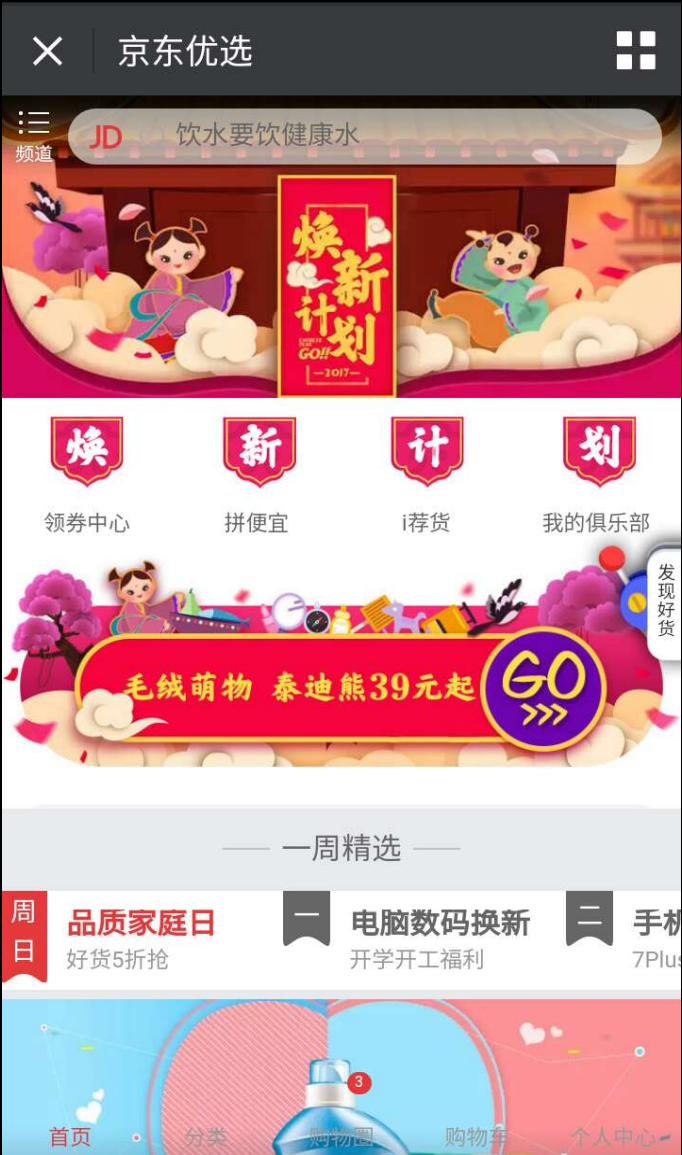 京东优选
频道
JD 饮水要饮健康水
焕新计划
GO!!
2017
焕 新 计 划
领券中心 拼便宜 i荐货 我的俱乐部
发现好货
毛绒萌物 泰迪熊39元起 GO
一周精选
周日 品质家庭日 一 电脑数码换新 二 手机
好货5折抢 开学开工福利 7Plus
3
首页 分类 购物圈 购物车 个人中心